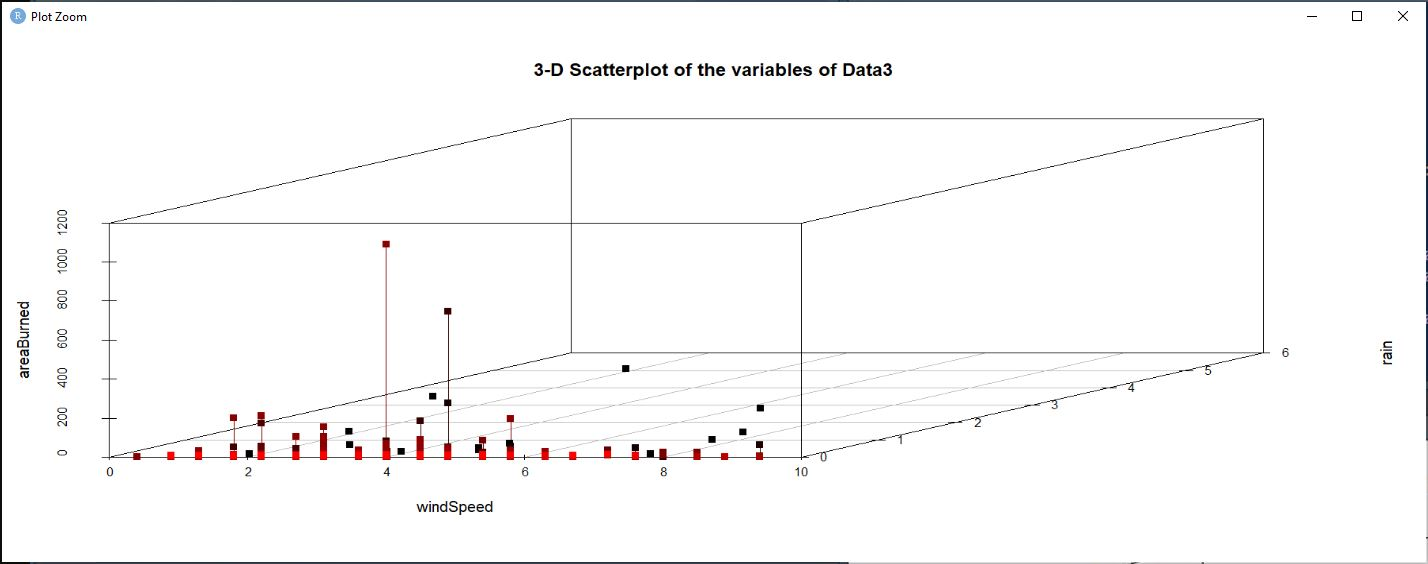 R Plot Zoom
3-D Scatterplot of the variables of Data3
1200
1000
800
600
400
200
0
areaBurned
0 2 4 6 8 10
windSpeed
0
1
2
3
4
5
6
rain